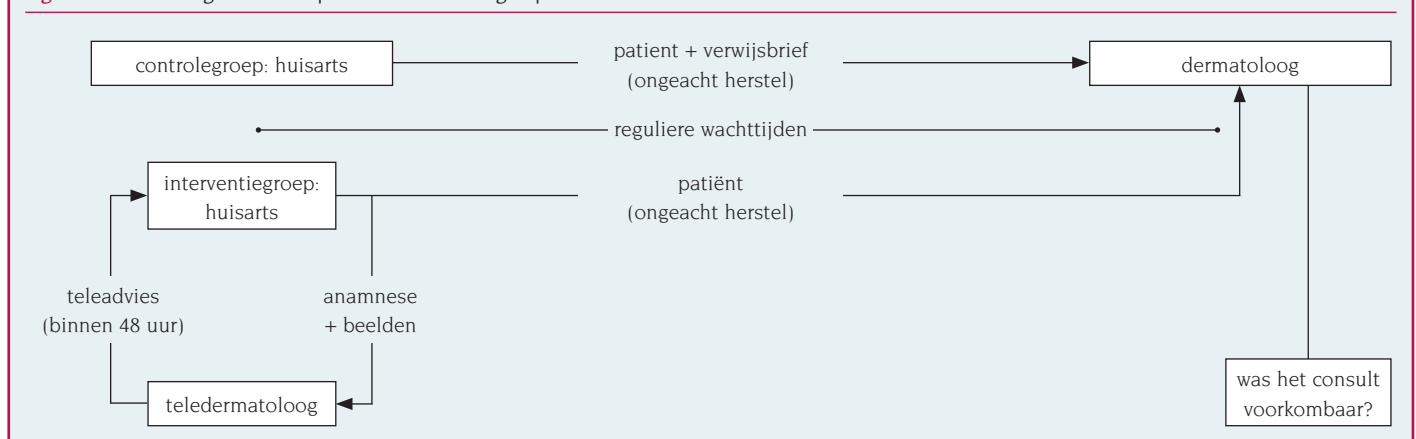 controlegroep: huisarts
patient + verwijsbrief
(ongeacht herstel)
dermatoloog
reguliere wachttijden
interventiegroep:
huisarts
patiënt
(ongeacht herstel)
teleadvies
(binnen 48 uur)
anamnese
+ beelden
teledermatoloog
was het consult
voorkombaar?